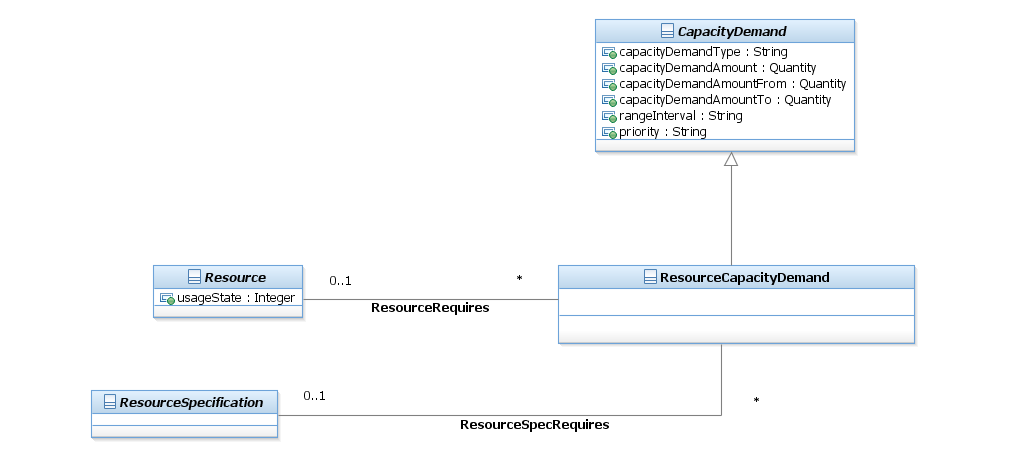 CapacityDemand
capacityDemandType : String
capacityDemandAmount : Quantity
capacityDemandAmountFrom : Quantity
capacityDemandAmountTo : Quantity
rangeInterval : String
priority : String
Resource
usageState : Integer
0..1
*
ResourceRequires
ResourceCapacityDemand
ResourceSpecification
0..1
*
ResourceSpecRequires